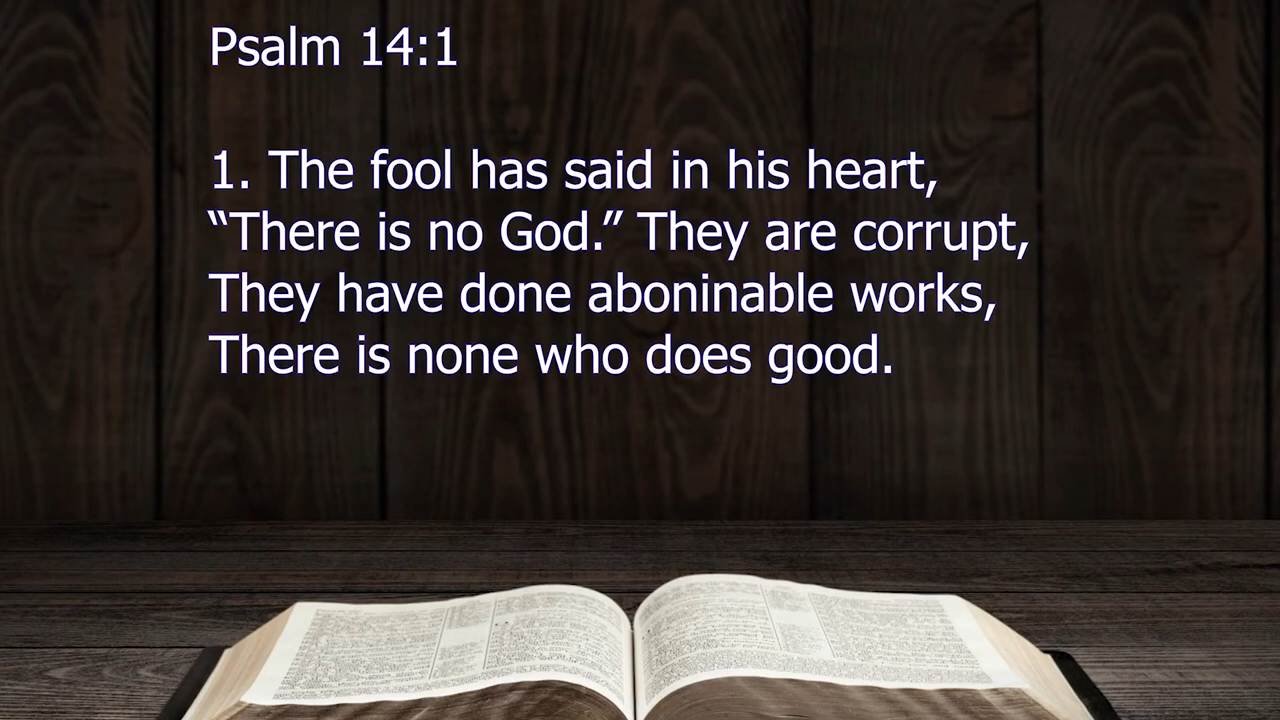 Psalm 14:1
1. The fool has said in his heart,
“There is no God.” They are corrupt,
They have done aboninable works,
There is none who does good.